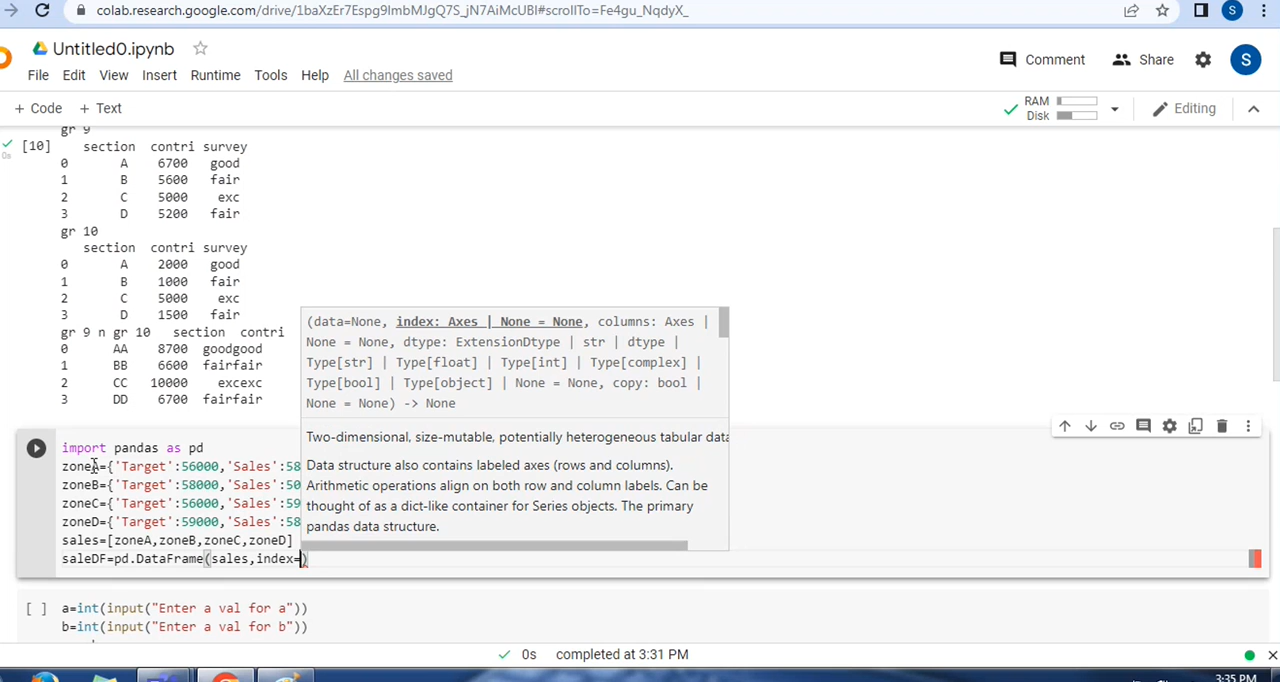 colab.research.google.com/drive/1baXzEr7Espg9ImbMJgQ7S_jN7AiMcUBI#scrollTo=Fe4gu_NqdyX_
S
Untitled0.ipynb
Comment
Share
S
File Edit View Insert Runtime Tools Help All changes saved
+ Code + Text
RAM
Disk
Editing
gr 9
[10] section contri survey
0s
0 A 6700 good
1 B 5600 fair
2 C 5000 exc
3 D 5200 fair
gr 10
section contri survey
0 A 2000 good
1 B 1000 fair
2 C 5000 exc
3 D 1500 fair
gr 9 n gr 10 section contri
0 AA 8700 goodgood
1 BB 6600 fairfair
2 CC 10000 excexc
3 DD 6700 fairfair
(data=None, index: Axes | None = None, columns: Axes |
None = None, dtype: ExtensionDtype | str | dtype |
Type[str] | Type[float] | Type[int] | Type[complex] |
Type[bool] | Type[object] | None = None, copy: bool |
None = None) -> None
Two-dimensional, size-mutable, potentially heterogeneous tabular data
Data structure also contains labeled axes (rows and columns).
Arithmetic operations align on both row and column labels. Can be
thought of as a dict-like container for Series objects. The primary
pandas data structure.
import pandas as pd
zoneA={'Target':56000,'Sales':58
zoneB={'Target':58000,'Sales':50
zoneC={'Target':56000,'Sales':59
zoneD={'Target':59000,'Sales':58
sales=[zoneA,zoneB,zoneC,zoneD]
saleDF=pd.DataFrame(sales,index=)
[ ] a=int(input("Enter a val for a"))
b=int(input("Enter a val for b"))
0s completed at 3:31 PM
3:35 PM